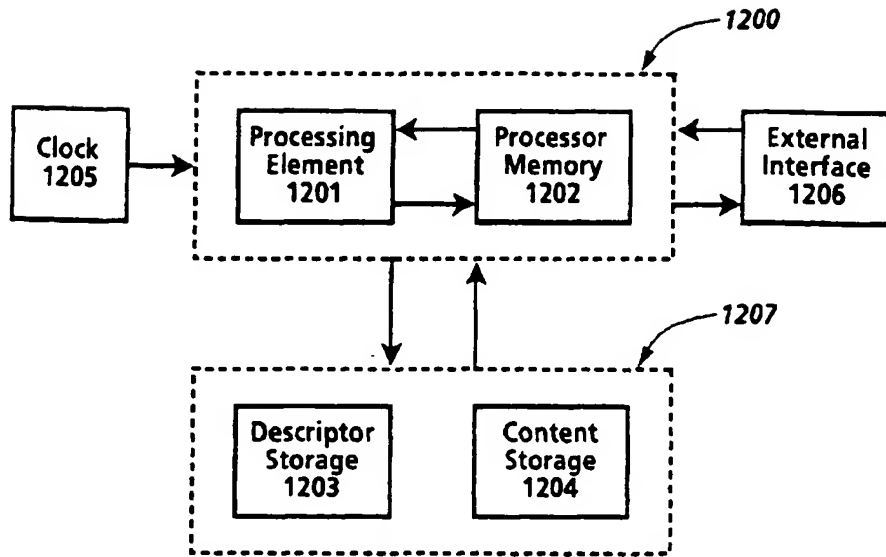 1200
Clock
1205
Processing
Element
1201
Processor
Memory
1202
External
Interface
1206
1207
Descriptor
Storage
1203
Content
Storage
1204